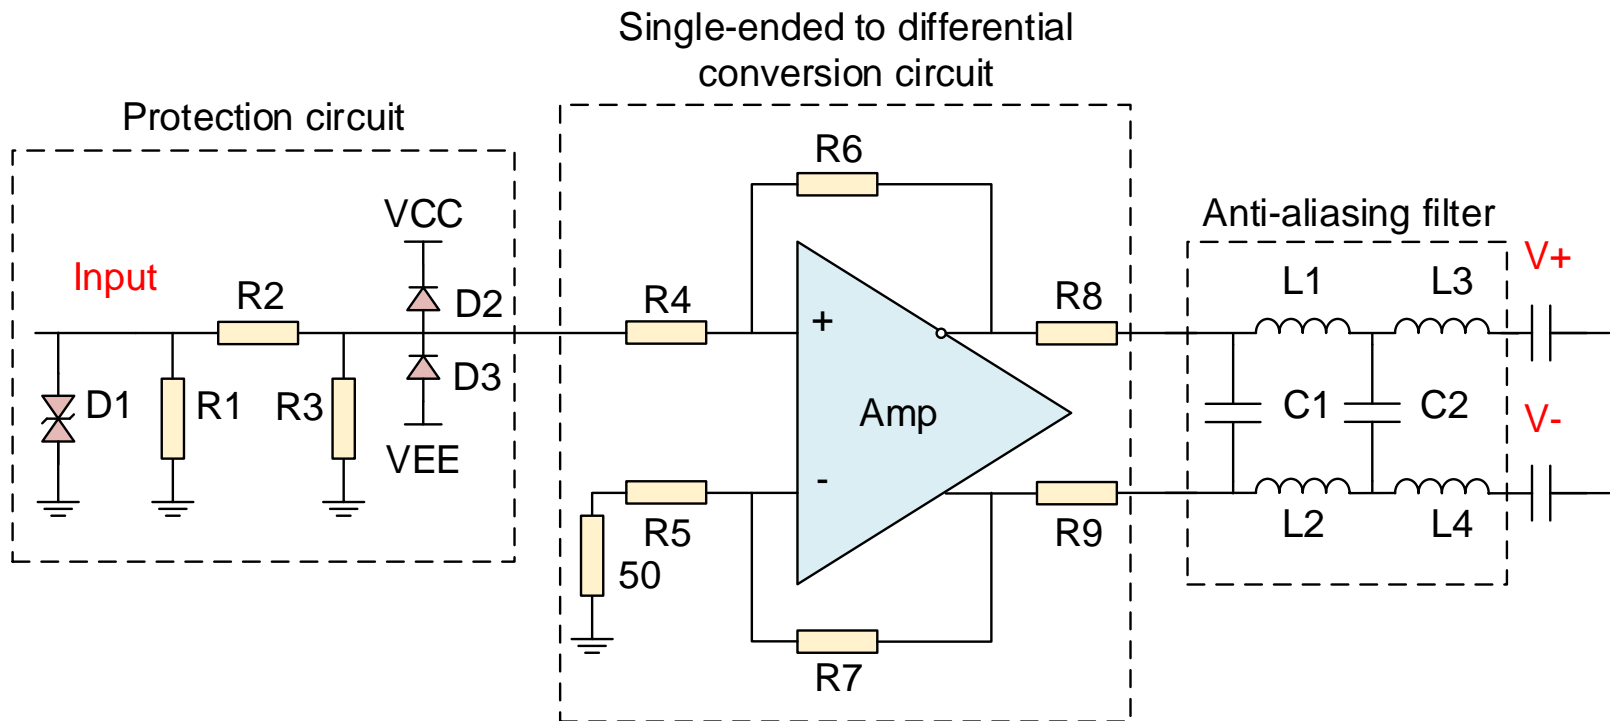 Single-ended to differential
conversion circuit
Protection circuit
R6
VCC
Anti-aliasing filter
Input
V+
R2
D2
R4
R8
L1
L3
+
D1
R1
R3
D3
Amp
C1
C2
V-
VEE
-
R5
R9
L2
L4
50
R7